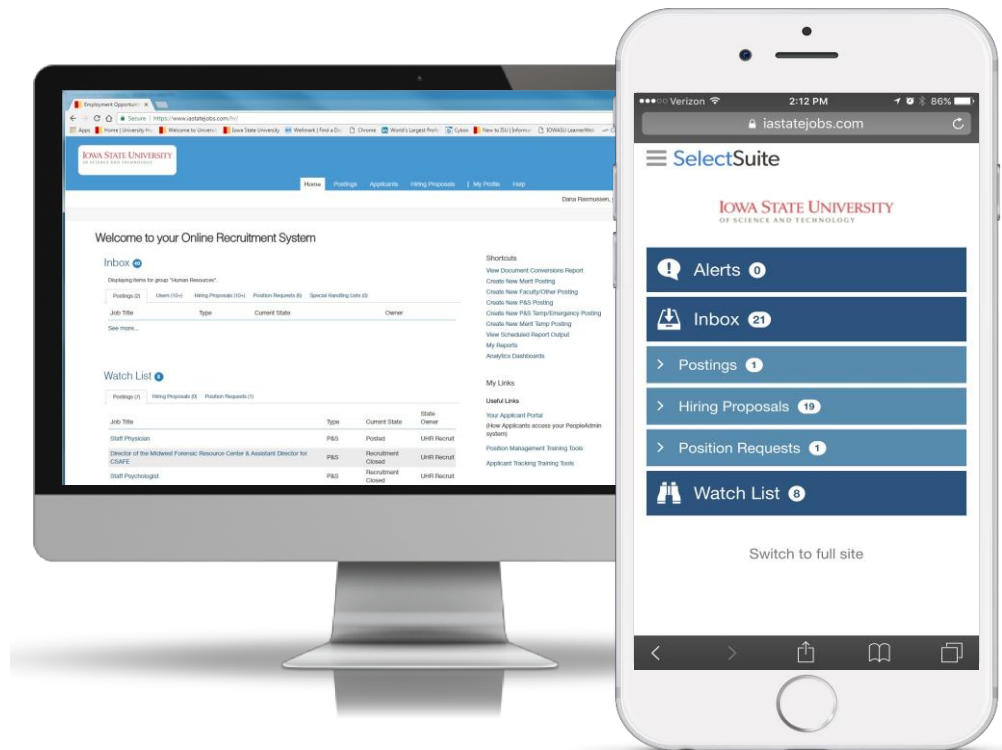 Employment Opportuni
Secure https://www.iastatejobs.com/hr/
Apps Home | University Welcome to Universi Iowa State University Wellmark | Find a Do Chrome World's Largest Profe Cybox New to ISU | Informa IOWASU LearnerWeb
IOWA STATE UNIVERSITY
OF SCIENCE AND TECHNOLOGY
Home Postings Applicants Hiring Proposals | My Profile Help
Dana Rasmussen,
Welcome to your Online Recruitment System
Inbox 40
Displaying items for group "Human Resources".
Postings (2) Users (10+) Hiring Proposals (10+) Position Requests (6) Special Handling Lists (0)
Job Title Type Current State Owner
See more...
Watch List 8
Postings (7) Hiring Proposals (0) Position Requests (1)
Job Title Type Current State State Owner
Staff Physician P&S Posted UHR Recruit
Director of the Midwest Forensic Resource Center & Assistant Director for CSAFE P&S Recruitment Closed UHR Recruit
Staff Psychologist P&S Recruitment Closed UHR Recruit
Shortcuts
View Document Conversions Report
Create New Merit Posting
Create New Faculty/Other Posting
Create New P&S Posting
Create New P&S Temp/Emergency Posting
Create New Merit Temp Posting
View Scheduled Report Output
My Reports
Analytics Dashboards
My Links
Useful Links
Your Applicant Portal
(How Applicants access your PeopleAdmin
system)
Position Management Training Tools
Applicant Tracking Training Tools
Verizon 2:12 PM 86%
iastatejobs.com
SelectSuite
IOWA STATE UNIVERSITY
OF SCIENCE AND TECHNOLOGY
Alerts 0
Inbox 21
Postings 1
Hiring Proposals 19
Position Requests 1
Watch List 8
Switch to full site